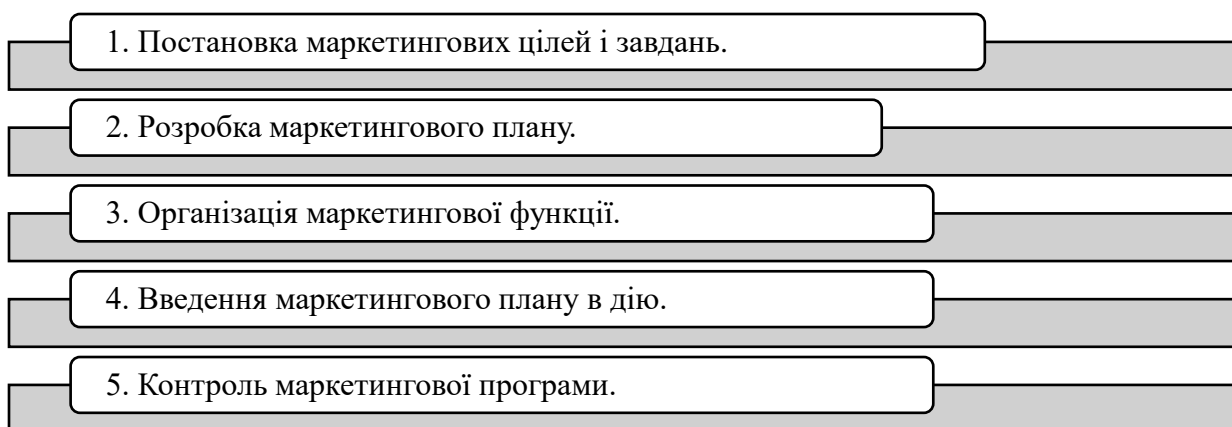 1. Постановка маркетингових цілей і завдань.
2. Розробка маркетингового плану.
3. Організація маркетингової функції.
4. Введення маркетингового плану в дію.
5. Контроль маркетингової програми.